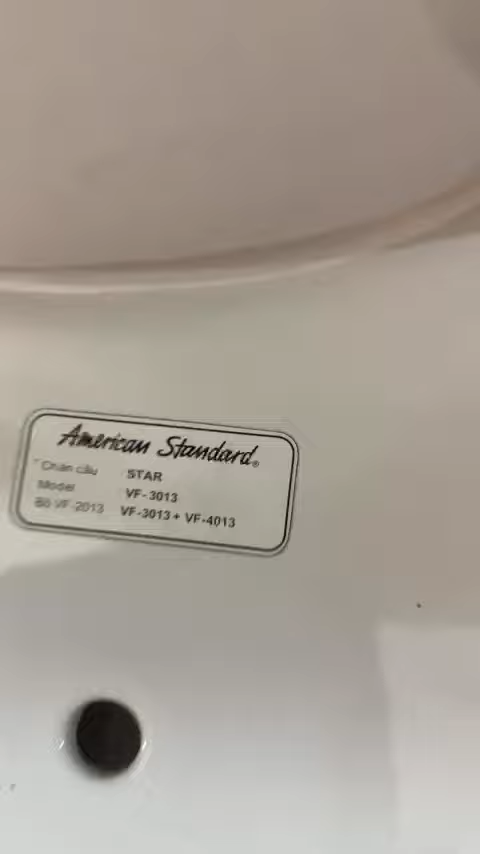 American Standard®
Chân cầu STAR
Model VF-3013
Bộ VF-2013 VF-3013 + VF-4013